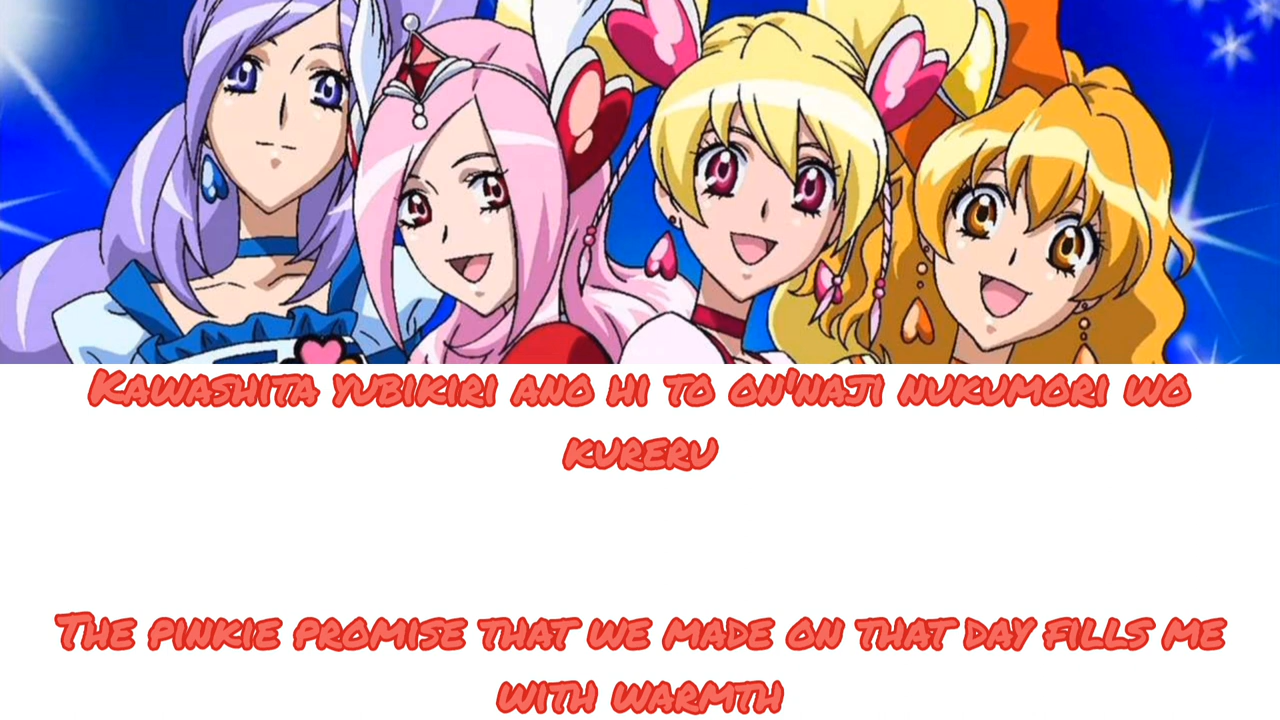 Kawashita yubikiri ano hi to on'naji nukumori wo
kureru
The pinkie promise that we made on that day fills me
with warmth